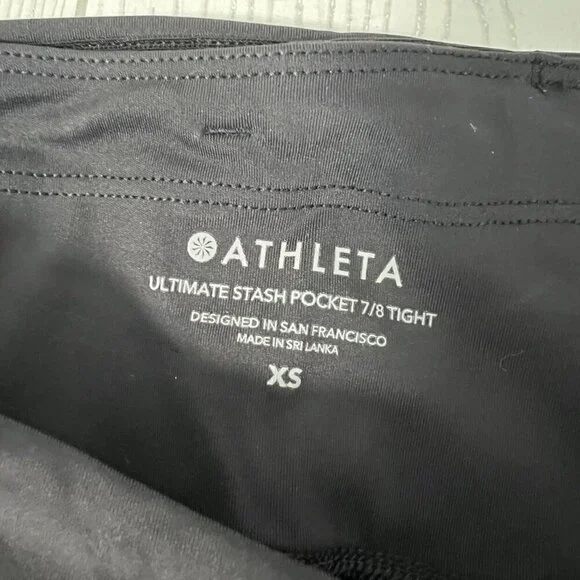 ATHLETA
ULTIMATE STASH POCKET 7/8 TIGHT
DESIGNED IN SAN FRANCISCO
MADE IN SRI LANKA
XS